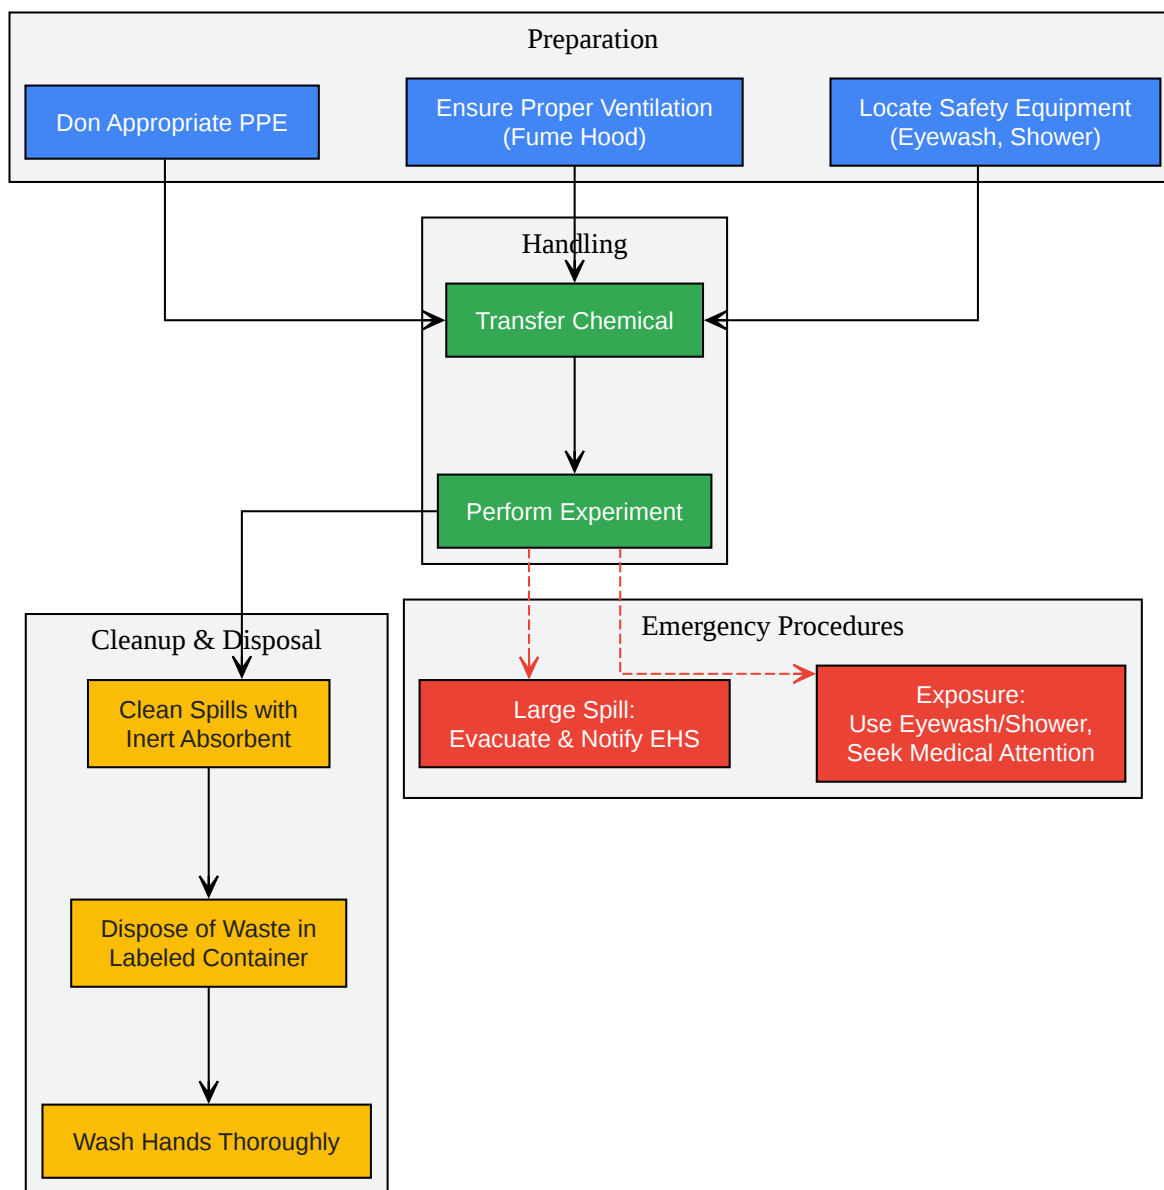 Preparation
Don Appropriate PPE
Ensure Proper Ventilation
(Fume Hood)
Locate Safety Equipment
(Eyewash, Shower)
Handling
Transfer Chemical
Perform Experiment
Cleanup & Disposal
Clean Spills with
Inert Absorbent
Dispose of Waste in
Labeled Container
Wash Hands Thoroughly
Emergency Procedures
Large Spill:
Evacuate & Notify EHS
Exposure:
Use Eyewash/Shower,
Seek Medical Attention